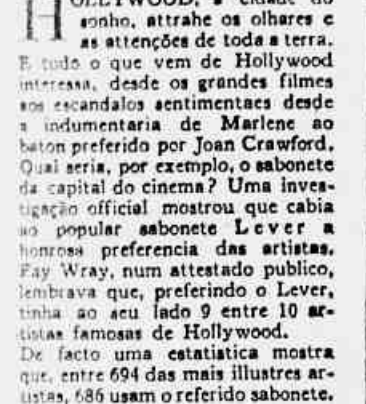 HOLLYWOOD, a cidade do
sonho, attrahe os olhares e
as attenções de toda a terra.
E tudo o que vem de Hollywood
interessa, desde os grandes filmes
aos escandalos sentimentaes desde
a indumentaria de Marlene ao
baton preferido por Joan Crawford.
Qual seria, por exemplo, o sabonete
da capital do cinema? Uma inves-
tigação official mostrou que cabia
ao popular sabonete Lever a
honrosa preferencia das artistas.
Fay Wray, num attestado publico,
lembrava que, preferindo o Lever,
tinha ao seu lado 9 entre 10 ar-
tistas famosas de Hollywood.
De facto uma estatistica mostra
que, entre 694 das mais illustres ar-
tistas, 686 usam o referido sabonete.